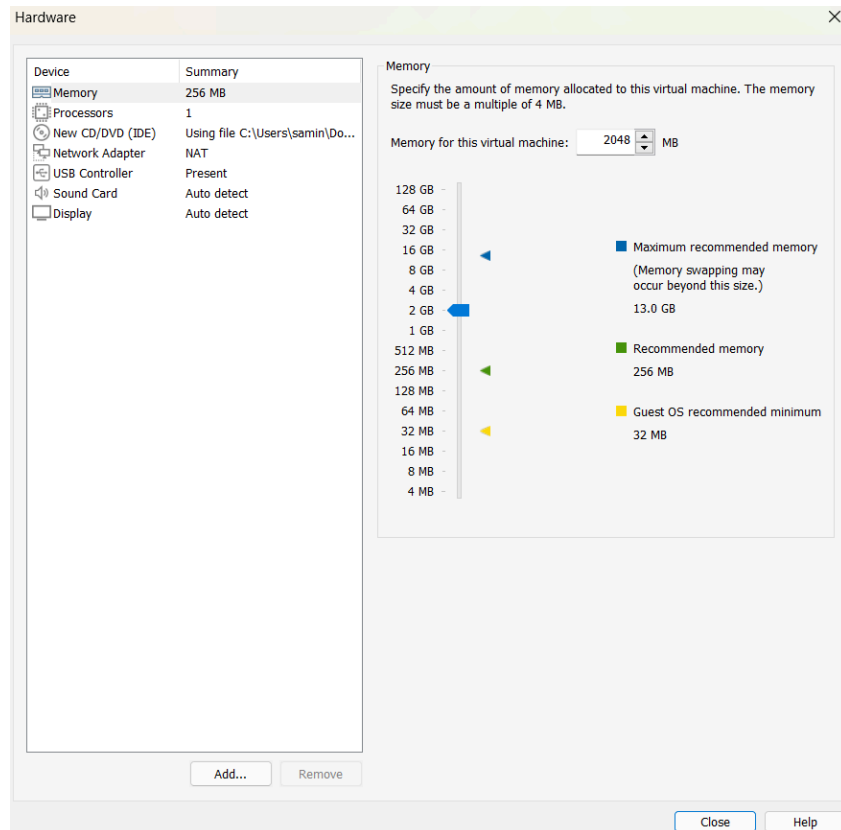 Hardware
Device Summary
Memory 256 MB
Processors 1
New CD/DVD (IDE) Using file C:\Users\samin\Do...
Network Adapter NAT
USB Controller Present
Sound Card Auto detect
Display Auto detect
Add... Remove
Memory
Specify the amount of memory allocated to this virtual machine. The memory
size must be a multiple of 4 MB.
Memory for this virtual machine: 2048 MB
128 GB
64 GB
32 GB
16 GB
8 GB
4 GB
2 GB
1 GB
512 MB
256 MB
128 MB
64 MB
32 MB
16 MB
8 MB
4 MB
Maximum recommended memory
(Memory swapping may
occur beyond this size.)
13.0 GB
Recommended memory
256 MB
Guest OS recommended minimum
32 MB
Close Help